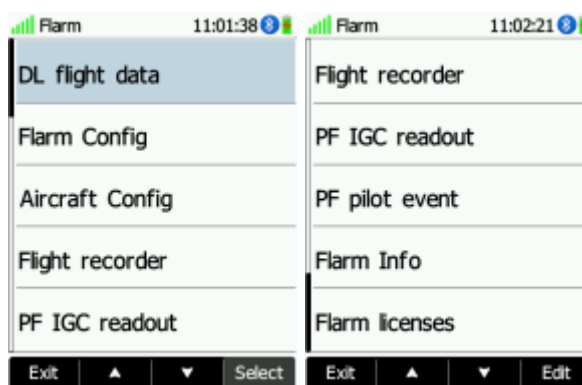 Flarm 11:01:38
DL flight data
Flarm Config
Aircraft Config
Flight recorder
PF IGC readout
Exit Select
Flarm 11:02:21
Flight recorder
PF IGC readout
PF pilot event
Flarm Info
Flarm licenses
Exit Edit